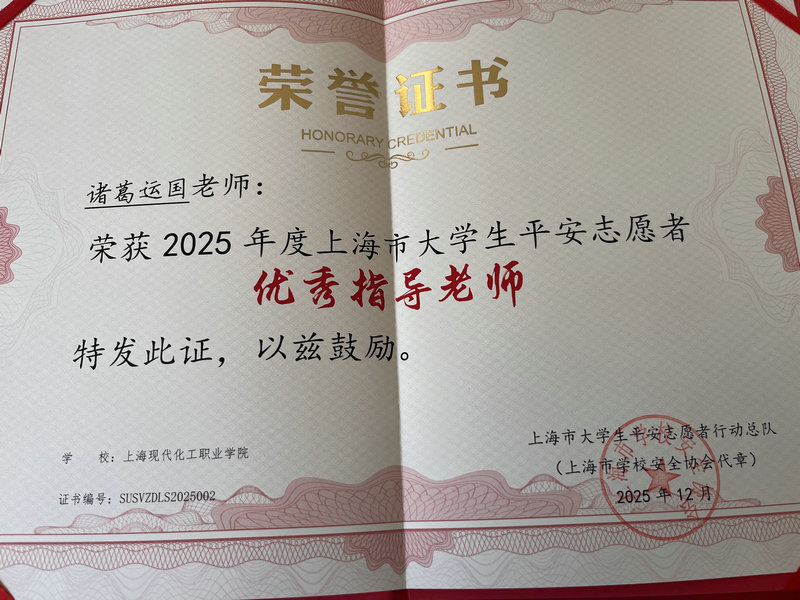 荣誉证书
HONORARY CREDENTIAL
诸葛运国老师：
荣获 2025 年度上海市大学生平安志愿者
优秀指导老师
特发此证，以兹鼓励。
学 校：上海现代化工职业学院
证书编号：SUSVZDLS2025002
上海市大学生平安志愿者行动总队
（上海市学校安全协会代章）
2025 年 12 月